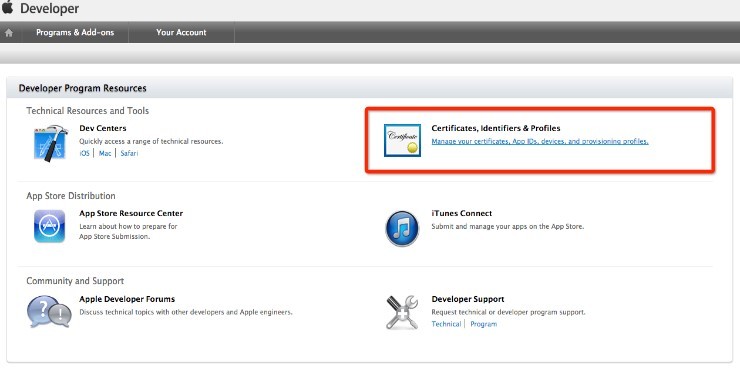 Developer
Programs & Add-ons Your Account
Developer Program Resources
Technical Resources and Tools
Dev Centers
Quickly access a range of technical resources.
iOS | Mac | Safari
Certificate
Certificates, Identifiers & Profiles
Manage your certificates, App IDs, devices, and provisioning profiles.
App Store Distribution
App Store Resource Center
Learn about how to prepare for
App Store Submission.
iTunes Connect
Submit and manage your apps on the App Store.
Community and Support
Apple Developer Forums
Discuss technical topics with other developers and Apple engineers.
Developer Support
Request technical or developer program support.
Technical | Program